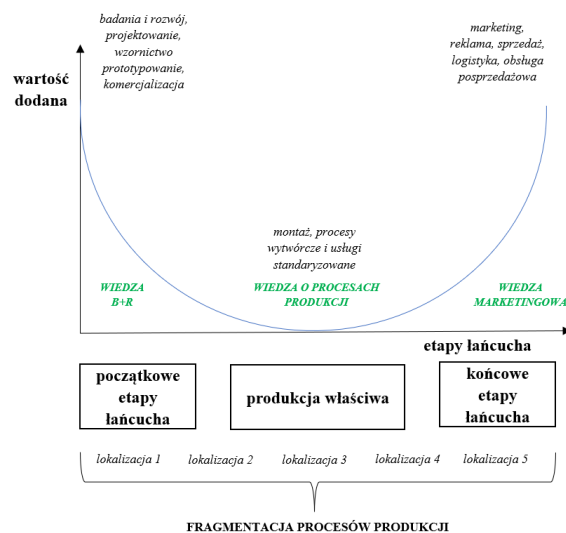 badania i rozwój,
projektowanie,
wzornictwo
prototypowanie,
komercjalizacja
marketing,
reklama, sprzedaż,
logistyka, obsługa
posprzedażowa
wartość
dodana
montaż, procesy
wytwórcze i usługi
standaryzowane
WIEDZA
B+R
WIEDZA O PROCESACH
PRODUKCJI
WIEDZA
MARKETINGOWA
etapy łańcucha
początkowe
etapy
łańcucha
produkcja właściwa
końcowe
etapy
łańcucha
lokalizacja 1 lokalizacja 2 lokalizacja 3 lokalizacja 4 lokalizacja 5
FRAGMENTACJA PROCESÓW PRODUKCJI